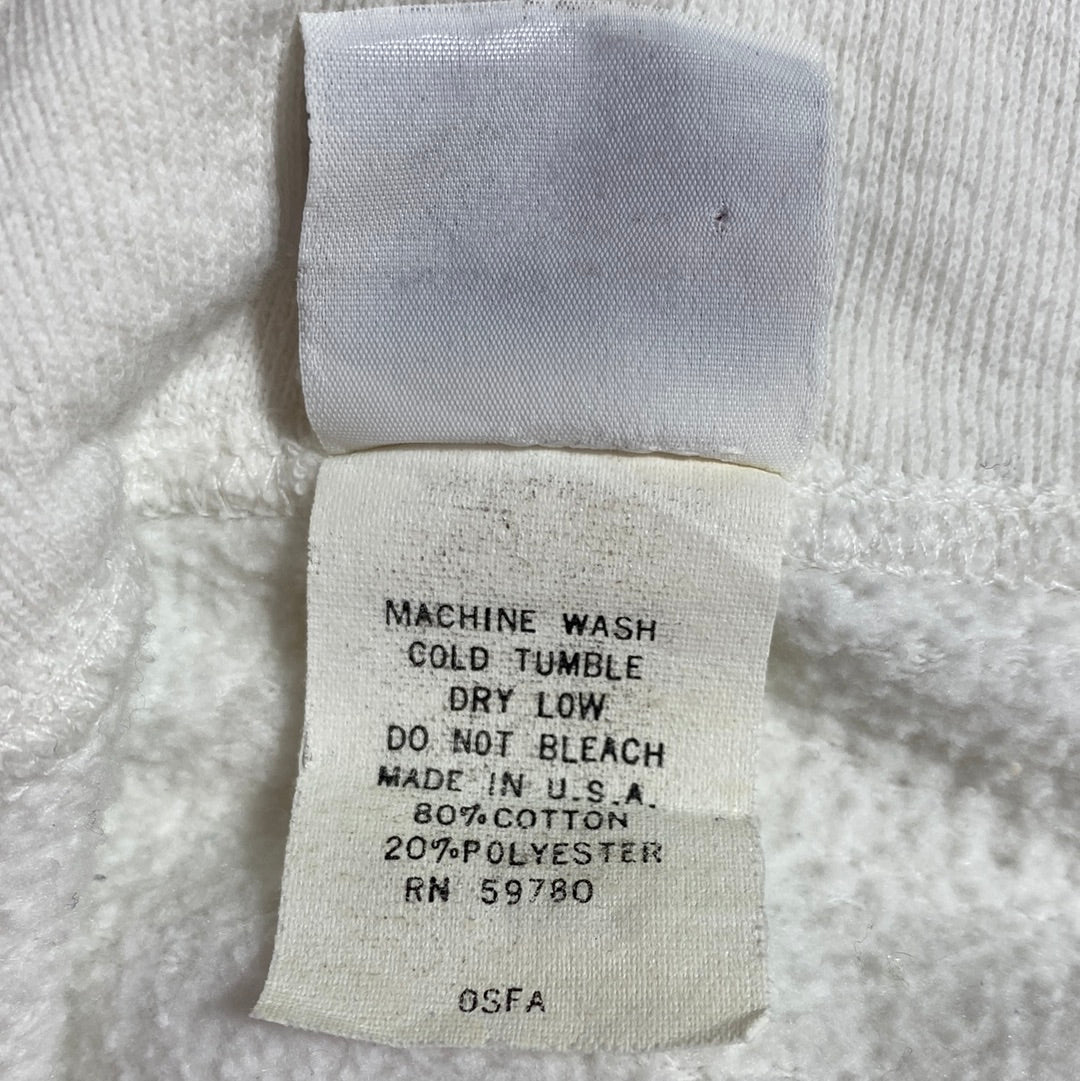 MACHINE WASH
COLD TUMBLE
DRY LOW
DO NOT BLEACH
MADE IN U.S.A.
80% COTTON
20% POLYESTER
RN 59780
OSFA